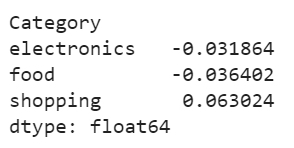 Category
electronics   -0.031864
food          -0.036402
shopping       0.063024
dtype: float64